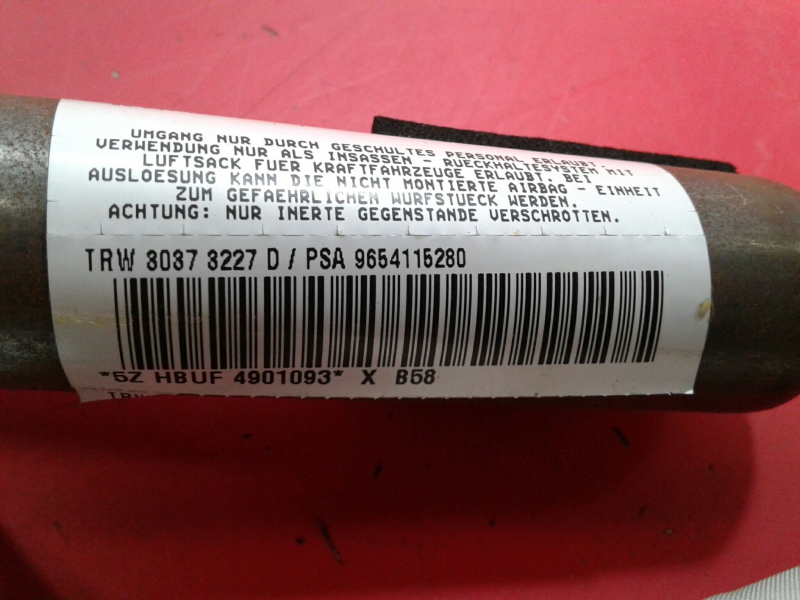 UMGANG NUR DURCH GESCHULTES PERSONAL ERLAUBT.
VERWENDUNG NUR ALS INSASSEN - RUECKHALTESYSTEM MIT
LUFTSACK FUER KRAFTFAHRZEUGE ERLAUBT. BEI
AUSLOESUNG KANN DIE NICHT MONTIERTE AIRBAG - EINHEIT
ZUM GEFAEHRLICHEN WURFSTUECK WERDEN.
ACHTUNG: NUR INERTE GEGENSTANDE VERSCHROTTEN.
TRW 3037 3227 D / PSA 9654115280
*5Z HBUF 4901093* X B58
TRW